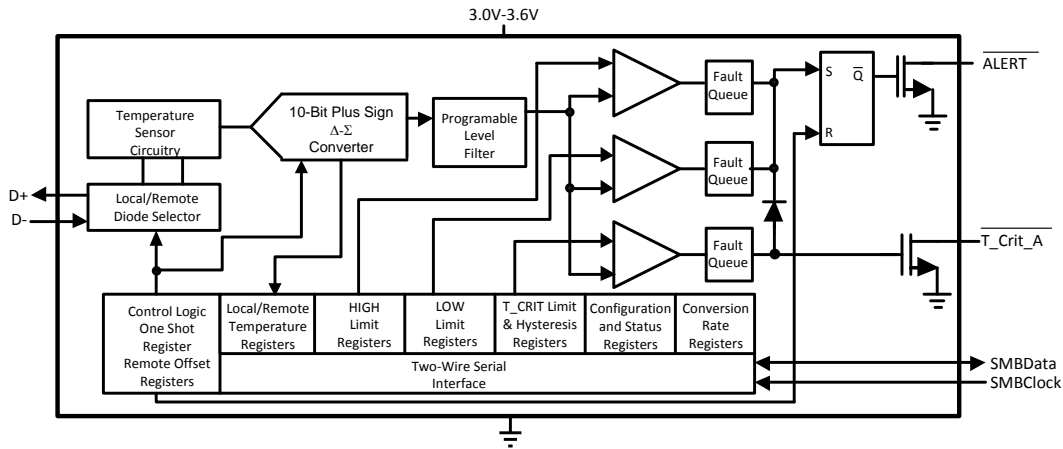 3.0V-3.6V
Temperature
Sensor
Circuitry
10-Bit Plus Sign
Δ-Σ
Converter
Programable
Level
Filter
Fault
Queue
Fault
Queue
Fault
Queue
S
Q
R
ALERT
D+
D-
Local/Remote
Diode Selector
T_Crit_A
Control Logic
One Shot
Register
Remote Offset
Registers
Local/Remote
Temperature
Registers
HIGH
Limit
Registers
LOW
Limit
Registers
T_CRIT Limit
& Hysteresis
Registers
Configuration
and Status
Registers
Conversion
Rate
Registers
Two-Wire Serial
Interface
SMBData
SMBClock